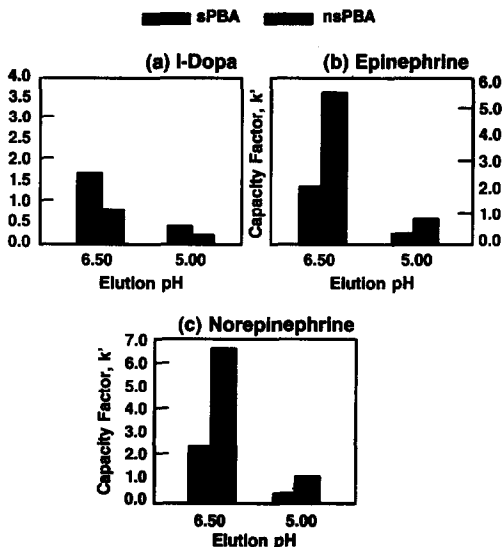 sPBA nsPBA
(a) l-Dopa
4.0
3.5
3.0
2.0
1.5
1.0
0.5
0.0
6.50 5.00
Elution pH
(b) Epinephrine
Capacity Factor, k'
6.0
5.0
4.0
3.0
2.0
1.0
0.0
6.50 5.00
Elution pH
(c) Norepinephrine
Capacity Factor, k'
7.0
6.0
5.0
4.0
3.0
2.0
1.0
0.0
6.50 5.00
Elution pH